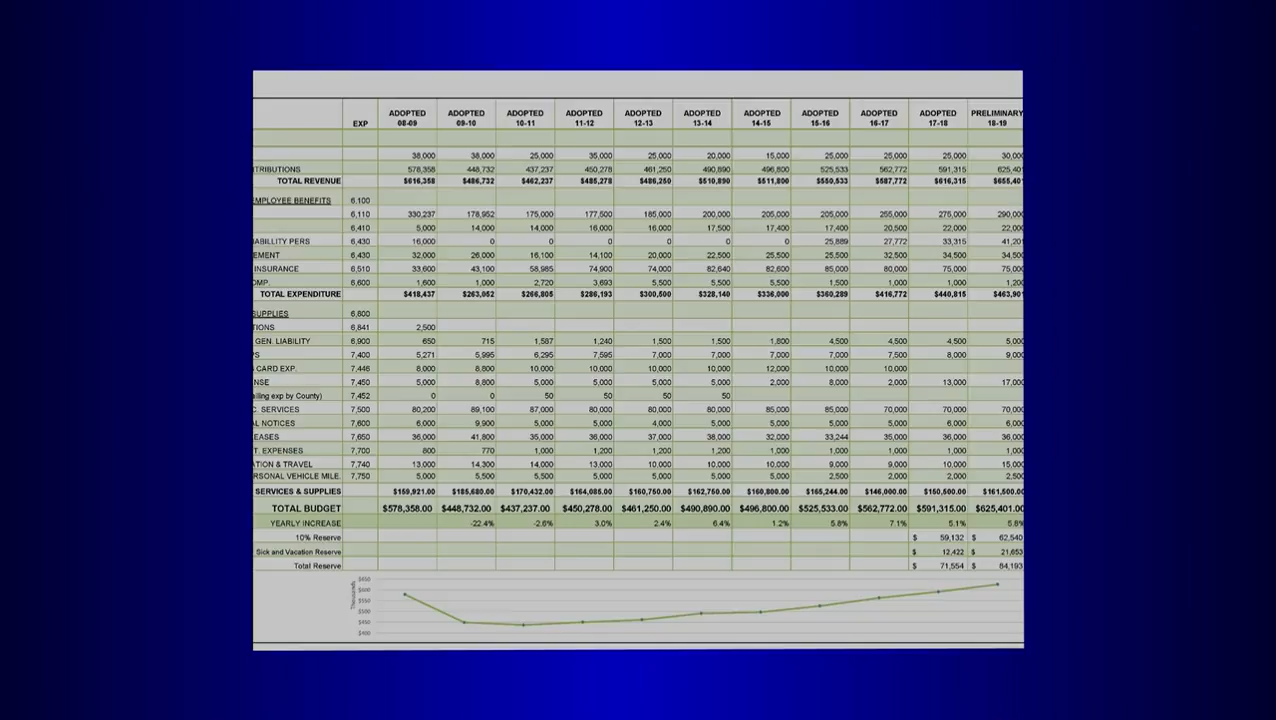 EXP ADOPTED 08-09 ADOPTED 09-10 ADOPTED 10-11 ADOPTED 11-12 ADOPTED 12-13 ADOPTED 13-14 ADOPTED 14-15 ADOPTED 15-16 ADOPTED 16-17 ADOPTED 17-18 PRELIMINARY 18-19
38,000 38,000 25,000 35,000 25,000 20,000 15,000 25,000 25,000 25,000 30,000
TRIBUTIONS 578,358 448,732 437,237 450,278 461,250 490,890 496,800 525,533 562,772 591,315 625,401
TOTAL REVENUE $616,358 $486,732 $462,237 $485,278 $486,250 $510,890 $511,800 $550,533 $587,772 $616,315 $655,401
EMPLOYEE BENEFITS 6,100
6,110 330,237 178,952 175,000 177,500 185,000 200,000 205,000 205,000 255,000 275,000 290,000
6,410 5,000 14,000 14,000 16,000 16,000 17,500 17,400 17,400 20,500 22,000 22,000
IABILLITY PERS 6,430 16,000 0 0 0 0 0 0 25,889 27,772 33,315 41,201
EMENT 6,430 32,000 26,000 16,100 14,100 20,000 22,500 25,500 25,500 32,500 34,500 34,500
INSURANCE 6,510 33,600 43,100 58,985 74,900 74,000 82,640 82,600 85,000 80,000 75,000 75,000
OMP. 6,600 1,600 1,000 2,720 3,693 5,500 5,500 5,500 1,500 1,000 1,000 1,200
TOTAL EXPENDITURE $418,437 $263,052 $266,805 $286,193 $300,500 $328,140 $336,000 $360,289 $416,772 $440,815 $463,901
SUPPLIES 6,800
TIONS 6,841 2,500
GEN. LIABILITY 6,900 650 715 1,587 1,240 1,500 1,500 1,800 4,500 4,500 4,500 5,000
PS 7,400 5,271 5,995 6,295 7,595 7,000 7,000 7,000 7,000 7,500 8,000 9,000
CARD EXP. 7,446 8,000 8,800 10,000 10,000 10,000 10,000 12,000 10,000 10,000
NSE 7,450 5,000 8,800 5,000 5,000 5,000 5,000 2,000 8,000 2,000 13,000 17,000
ailing exp by County) 7,452 0 0 50 50 50 50
C. SERVICES 7,500 80,200 89,100 87,000 80,000 80,000 80,000 85,000 85,000 70,000 70,000 70,000
AL NOTICES 7,600 6,000 9,900 5,000 5,000 4,000 5,000 5,000 5,000 5,000 6,000 6,000
EASES 7,650 36,000 41,800 35,000 36,000 37,000 38,000 32,000 33,244 35,000 36,000 36,000
T. EXPENSES 7,700 800 770 1,000 1,200 1,200 1,200 1,000 1,000 1,000 1,000 1,000
ATION & TRAVEL 7,740 13,000 14,300 14,000 13,000 10,000 10,000 10,000 9,000 9,000 10,000 15,000
RSONAL VEHICLE MILE. 7,750 5,000 5,500 5,500 5,000 5,000 5,000 5,000 2,500 2,000 2,000 2,500
SERVICES & SUPPLIES $159,921.00 $185,680.00 $170,432.00 $164,085.00 $160,750.00 $162,750.00 $160,800.00 $165,244.00 $146,000.00 $150,500.00 $161,500.00
TOTAL BUDGET $578,358.00 $448,732.00 $437,237.00 $450,278.00 $461,250.00 $490,890.00 $496,800.00 $525,533.00 $562,772.00 $591,315.00 $625,401.00
YEARLY INCREASE -22.4% -2.6% 3.0% 2.4% 6.4% 1.2% 5.8% 7.1% 5.1% 5.8%
10% Reserve $ 59,132 $ 62,540
Sick and Vacation Reserve $ 12,422 $ 21,653
Total Reserve $ 71,554 $ 84,193
Thousands
$650
$600
$550
$500
$450
$400